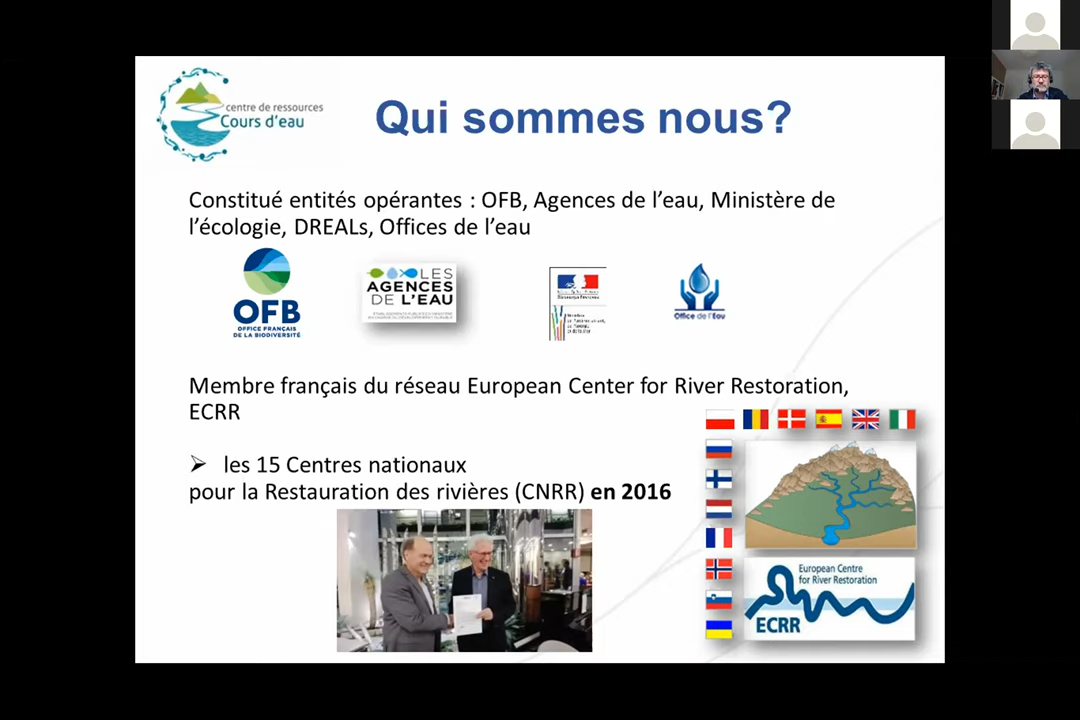 centre de ressources
Cours d'eau
Qui sommes nous?
Constitué entités opérantes : OFB, Agences de l'eau, Ministère de
l'écologie, DREALs, Offices de l'eau
OFB
OFFICE FRANÇAIS
DE LA BIODIVERSITÉ
LES
AGENCES
DE L'EAU
Office de l'Eau
Membre français du réseau European Center for River Restoration,
ECRR
➢ les 15 Centres nationaux
pour la Restauration des rivières (CNRR) en 2016
European Centre
for River Restoration
ECRR